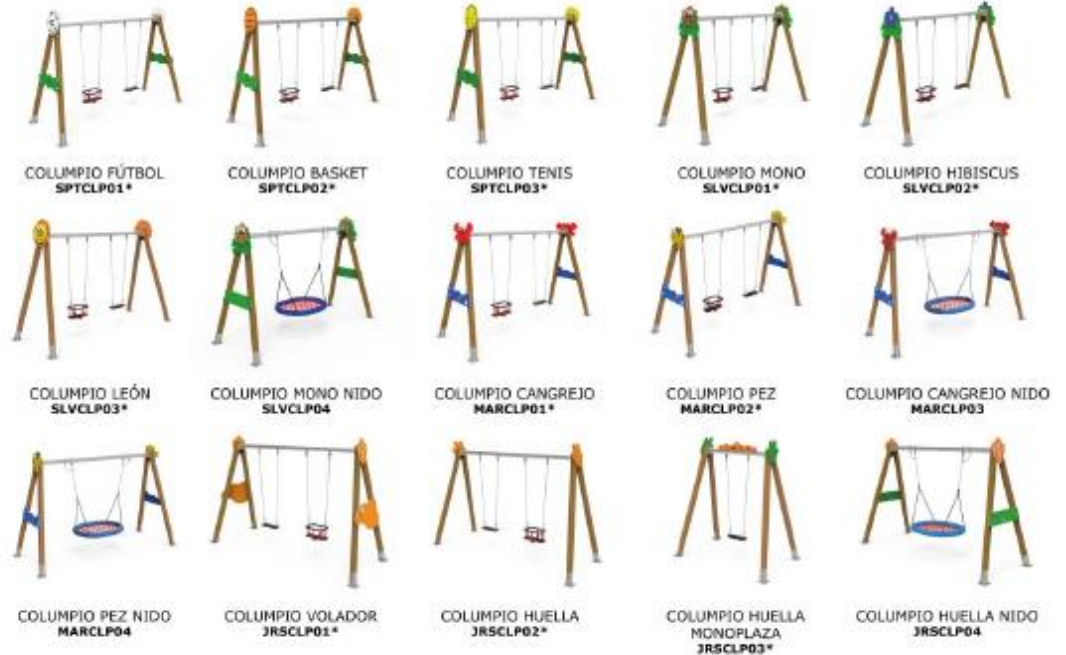 COLUMPIO FÚTBOL
SPTCLP01*
COLUMPIO BASKET
SPTCLP02*
COLUMPIO TENIS
SPTCLP03*
COLUMPIO MONO
SLVCLP01*
COLUMPIO HIBISCUS
SLVCLP02*
COLUMPIO LEÓN
SLVCLP03*
COLUMPIO MONO NIDO
SLVCLP04
COLUMPIO CANGREJO
MARCLP01*
COLUMPIO PEZ
MARCLP02*
COLUMPIO CANGREJO NIDO
MARCLP03
COLUMPIO PEZ NIDO
MARCLP04
COLUMPIO VOLADOR
JRSCLP01*
COLUMPIO HUELLA
JRSCLP02*
COLUMPIO HUELLA
MONOPLAZA
JRSCLP03*
COLUMPIO HUELLA NIDO
JRSCLP04